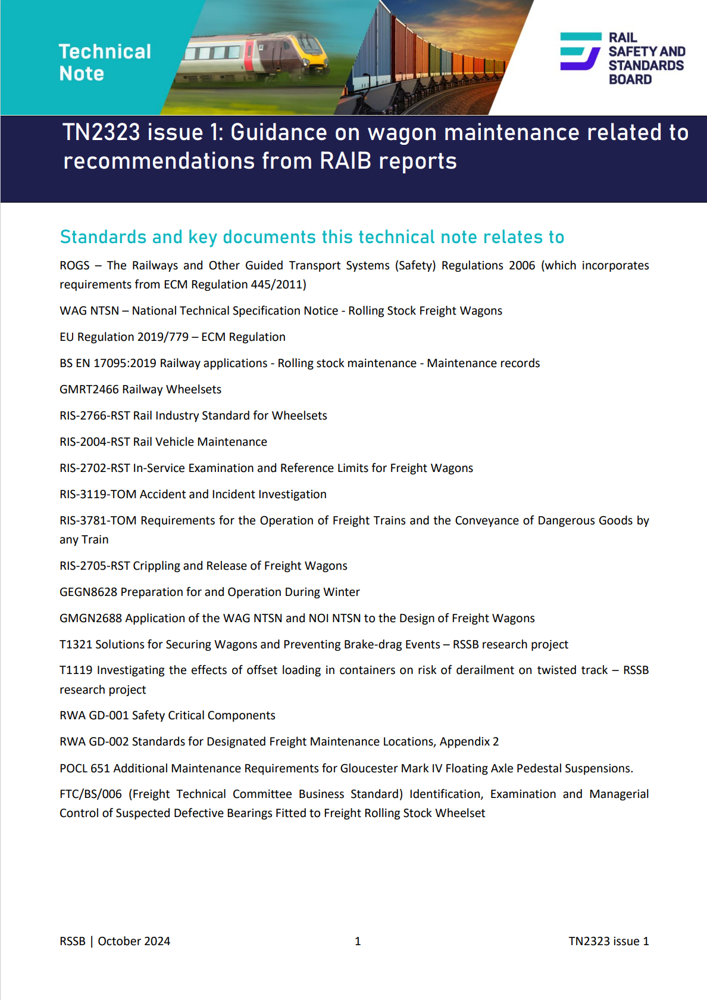 Technical
Note
RAIL
SAFETY AND
STANDARDS
BOARD
TN2323 issue 1: Guidance on wagon maintenance related to
recommendations from RAIB reports
Standards and key documents this technical note relates to
ROGS – The Railways and Other Guided Transport Systems (Safety) Regulations 2006 (which incorporates
requirements from ECM Regulation 445/2011)
WAG NTSN – National Technical Specification Notice - Rolling Stock Freight Wagons
EU Regulation 2019/779 – ECM Regulation
BS EN 17095:2019 Railway applications - Rolling stock maintenance - Maintenance records
GMRT2466 Railway Wheelsets
RIS-2766-RST Rail Industry Standard for Wheelsets
RIS-2004-RST Rail Vehicle Maintenance
RIS-2702-RST In-Service Examination and Reference Limits for Freight Wagons
RIS-3119-TOM Accident and Incident Investigation
RIS-3781-TOM Requirements for the Operation of Freight Trains and the Conveyance of Dangerous Goods by
any Train
RIS-2705-RST Crippling and Release of Freight Wagons
GEGN8628 Preparation for and Operation During Winter
GMGN2688 Application of the WAG NTSN and NOI NTSN to the Design of Freight Wagons
T1321 Solutions for Securing Wagons and Preventing Brake-drag Events – RSSB research project
T1119 Investigating the effects of offset loading in containers on risk of derailment on twisted track – RSSB
research project
RWA GD-001 Safety Critical Components
RWA GD-002 Standards for Designated Freight Maintenance Locations, Appendix 2
POCL 651 Additional Maintenance Requirements for Gloucester Mark IV Floating Axle Pedestal Suspensions.
FTC/BS/006 (Freight Technical Committee Business Standard) Identification, Examination and Managerial
Control of Suspected Defective Bearings Fitted to Freight Rolling Stock Wheelset
RSSB | October 2024 1 TN2323 issue 1